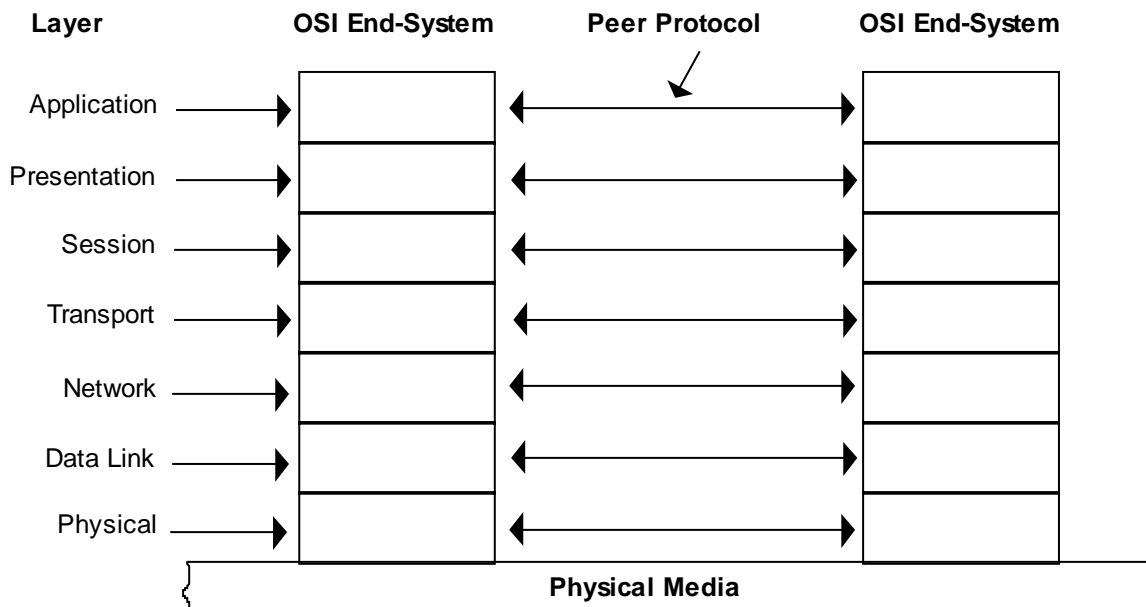 Layer OSI End-System Peer Protocol OSI End-System
Application
Presentation
Session
Transport
Network
Data Link
Physical
Physical Media